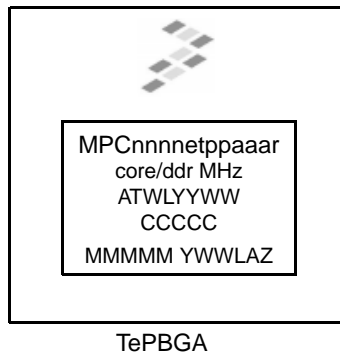 MPCnnnnetppaaar
core/ddr MHz
ATWLYYWW
CCCCC
MMMMM YWWLAZ
TePBGA